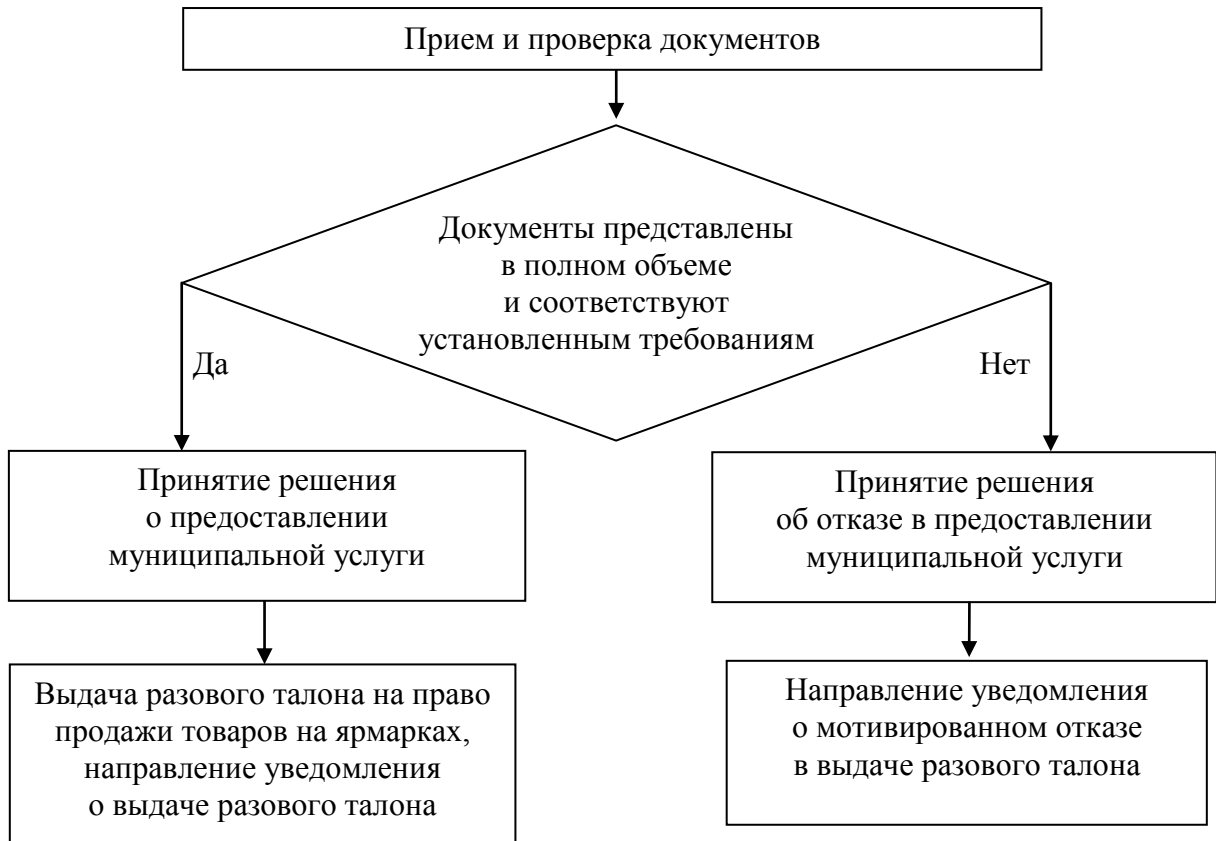 Прием и проверка документов
Документы представлены
в полном объеме
и соответствуют
установленным требованиям
Да
Нет
Принятие решения
о предоставлении
муниципальной услуги
Принятие решения
об отказе в предоставлении
муниципальной услуги
Выдача разового талона на право
продажи товаров на ярмарках,
направление уведомления
о выдаче разового талона
Направление уведомления
о мотивированном отказе
в выдаче разового талона